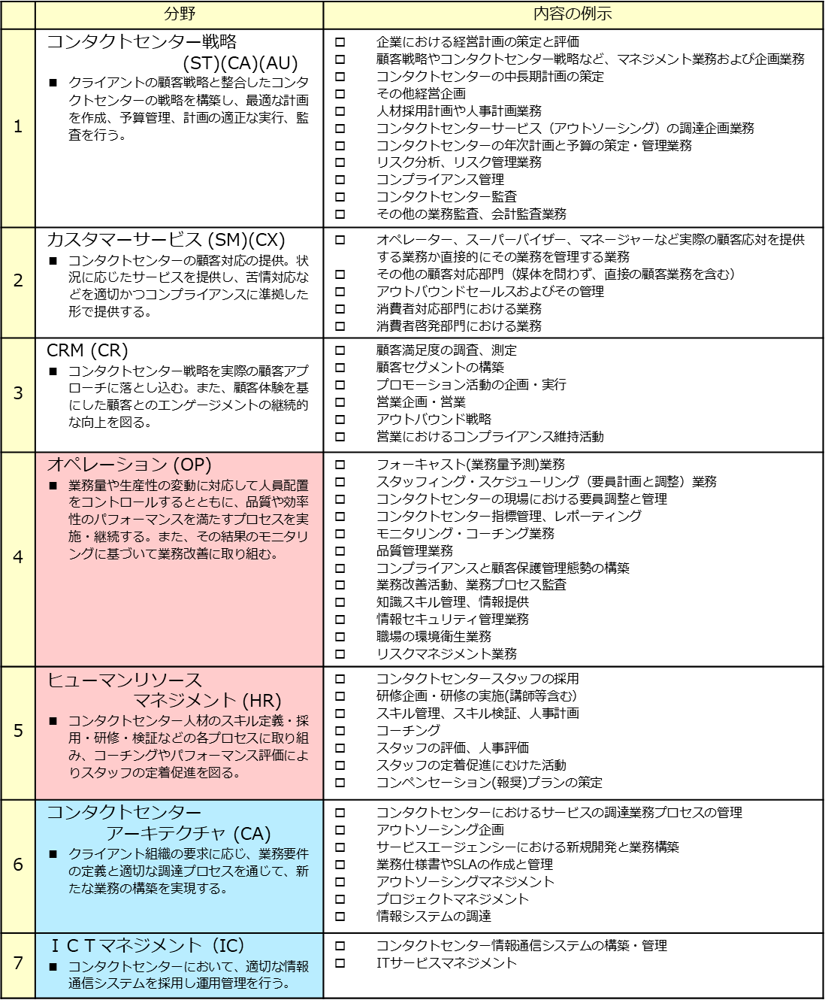 分野
内容の例示
1
コンタクトセンター戦略
(ST)(CA)(AU)
■ クライアントの顧客戦略と整合したコンタ
クトセンターの戦略を構築し、最適な計画
を作成、予算管理、計画の適正な実行、監
査を行う。
□ 企業における経営計画の策定と評価
□ 顧客戦略やコンタクトセンター戦略など、マネジメント業務および企画業務
□ コンタクトセンターの中長期計画の策定
□ その他経営企画
□ 人材採用計画や人事計画業務
□ コンタクトセンターサービス（アウトソーシング）の調達企画業務
□ コンタクトセンターの年次計画と予算の策定・管理業務
□ リスク分析、リスク管理業務
□ コンプライアンス管理
□ コンタクトセンター監査
□ その他の業務監査、会計監査業務
2
カスタマーサービス (SM)(CX)
■ コンタクトセンターの顧客対応の提供。状
況に応じたサービスを提供し、苦情対応な
どを適切かつコンプライアンスに準拠した
形で提供する。
□ オペレーター、スーパーバイザー、マネージャーなど実際の顧客応対を提供
する業務か直接的にその業務を管理する業務
□ その他の顧客対応部門（媒体を問わず、直接の顧客業務を含む）
□ アウトバウンドセールスおよびその管理
□ 消費者対応部門における業務
□ 消費者啓発部門における業務
3
CRM (CR)
■ コンタクトセンター戦略を実際の顧客アプ
ローチに落とし込む。また、顧客体験を基
にした顧客とのエンゲージメントの継続的
な向上を図る。
□ 顧客満足度の調査、測定
□ 顧客セグメントの構築
□ プロモーション活動の企画・実行
□ 営業企画・営業
□ アウトバウンド戦略
□ 営業におけるコンプライアンス維持活動
4
オペレーション (OP)
■ 業務量や生産性の変動に対応して人員配置
をコントロールするとともに、品質や効率
性のパフォーマンスを満たすプロセスを実
施・継続する。また、その結果のモニタリ
ングに基づいて業務改善に取り組む。
□ フォーキャスト(業務量予測)業務
□ スタッフィング・スケジューリング（要員計画と調整）業務
□ コンタクトセンターの現場における要員調整と管理
□ コンタクトセンター指標管理、レポーティング
□ モニタリング・コーチング業務
□ 品質管理業務
□ コンプライアンスと顧客保護管理態勢の構築
□ 業務改善活動、業務プロセス監査
□ 知識スキル管理、情報提供
□ 情報セキュリティ管理業務
□ 職場の環境衛生業務
□ リスクマネジメント業務
5
ヒューマンリソース
マネジメント (HR)
■ コンタクトセンター人材のスキル定義・採
用・研修・検証などの各プロセスに取り組
み、コーチングやパフォーマンス評価によ
りスタッフの定着促進を図る。
□ コンタクトセンタースタッフの採用
□ 研修企画・研修の実施(講師等含む)
□ スキル管理、スキル検証、人事計画
□ コーチング
□ スタッフの評価、人事評価
□ スタッフの定着促進にむけた活動
□ コンペンセーション(報奨)プランの策定
6
コンタクトセンター
アーキテクチャ (CA)
■ クライアント組織の要求に応じ、業務要件
の定義と適切な調達プロセスを通じて、新
たな業務の構築を実現する。
□ コンタクトセンターにおけるサービスの調達業務プロセスの管理
□ アウトソーシング企画
□ サービスエージェンシーにおける新規開発と業務構築
□ 業務仕様書やSLAの作成と管理
□ アウトソーシングマネジメント
□ プロジェクトマネジメント
□ 情報システムの調達
7
ＩＣＴマネジメント（IC）
■ コンタクトセンターにおいて、適切な情報
通信システムを採用し運用管理を行う。
□ コンタクトセンター情報通信システムの構築・管理
□ ITサービスマネジメント